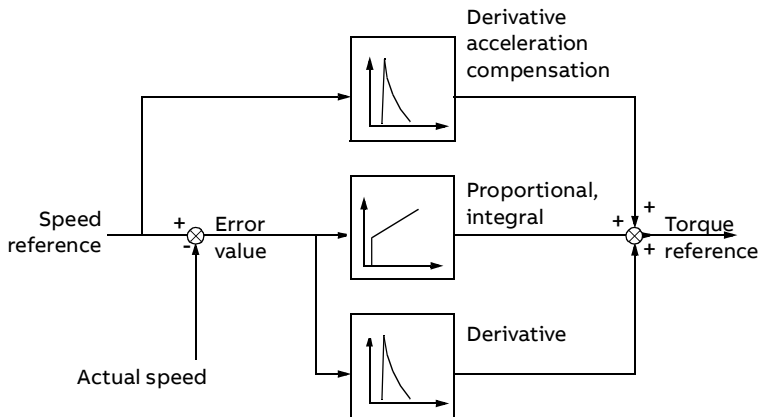 Derivative
acceleration
compensation
Speed
reference
+
-
Error
value
Proportional,
integral
+
+
+
Torque
reference
Actual speed
Derivative